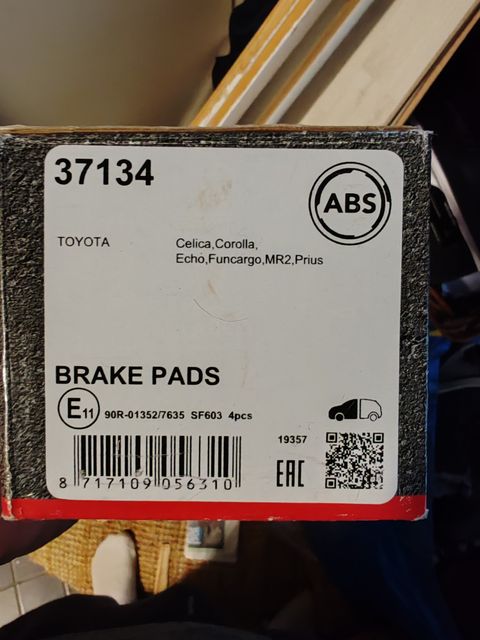 37134
ABS
TOYOTA
Celica,Corolla,
Echo,Funcargo,MR2,Prius
BRAKE PADS
E11 90R-01352/7635 SF603 4pcs
19357
EAC
8 717109 056310